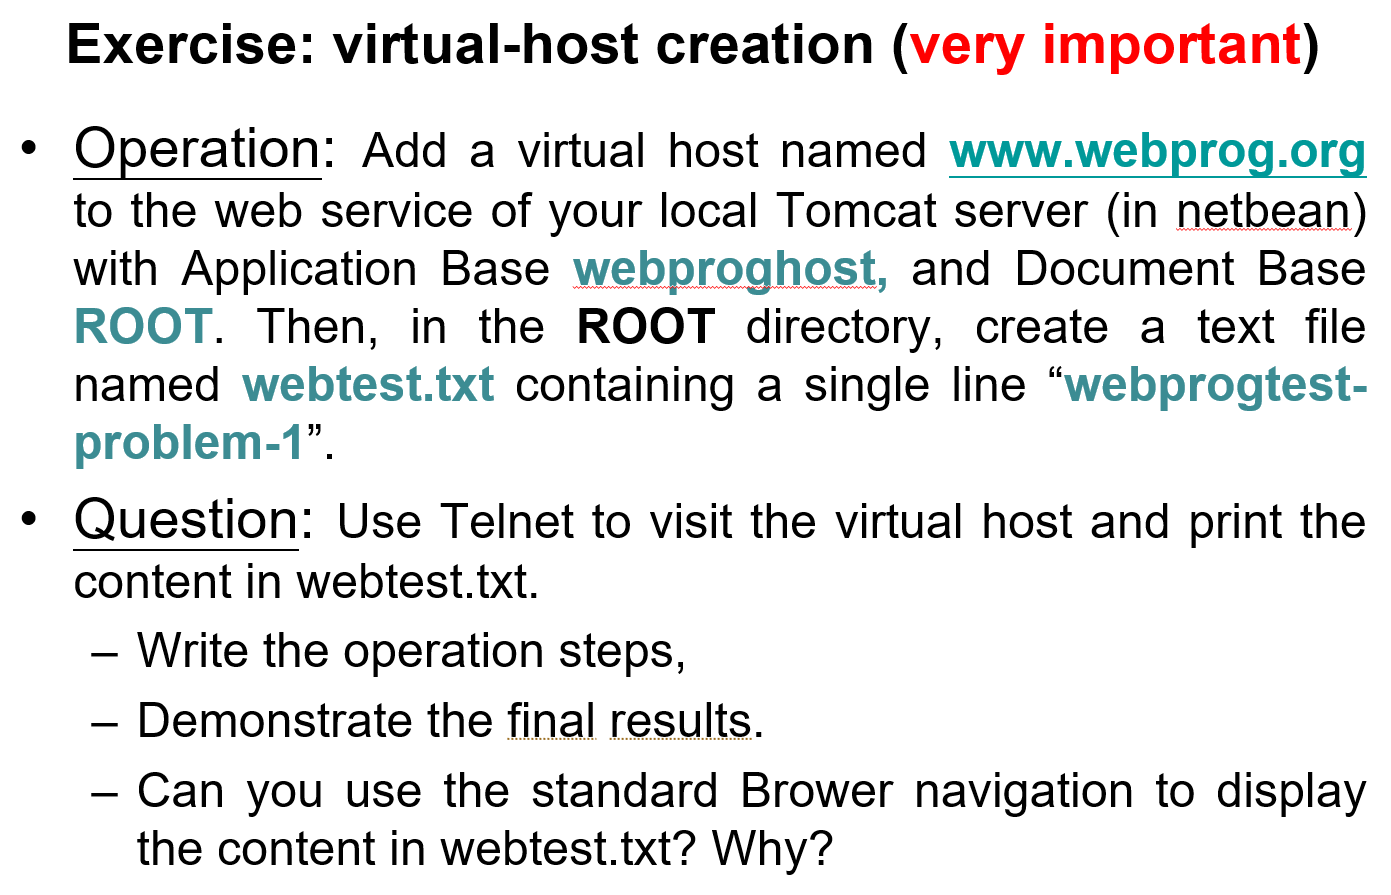 Exercise: virtual-host creation (very important)
• Operation: Add a virtual host named www.webprog.org
to the web service of your local Tomcat server (in netbean)
with Application Base webproghost, and Document Base
ROOT. Then, in the ROOT directory, create a text file
named webtest.txt containing a single line “webprogtest-
problem-1”.
• Question: Use Telnet to visit the virtual host and print the
content in webtest.txt.
– Write the operation steps,
– Demonstrate the final results.
– Can you use the standard Brower navigation to display
the content in webtest.txt? Why?